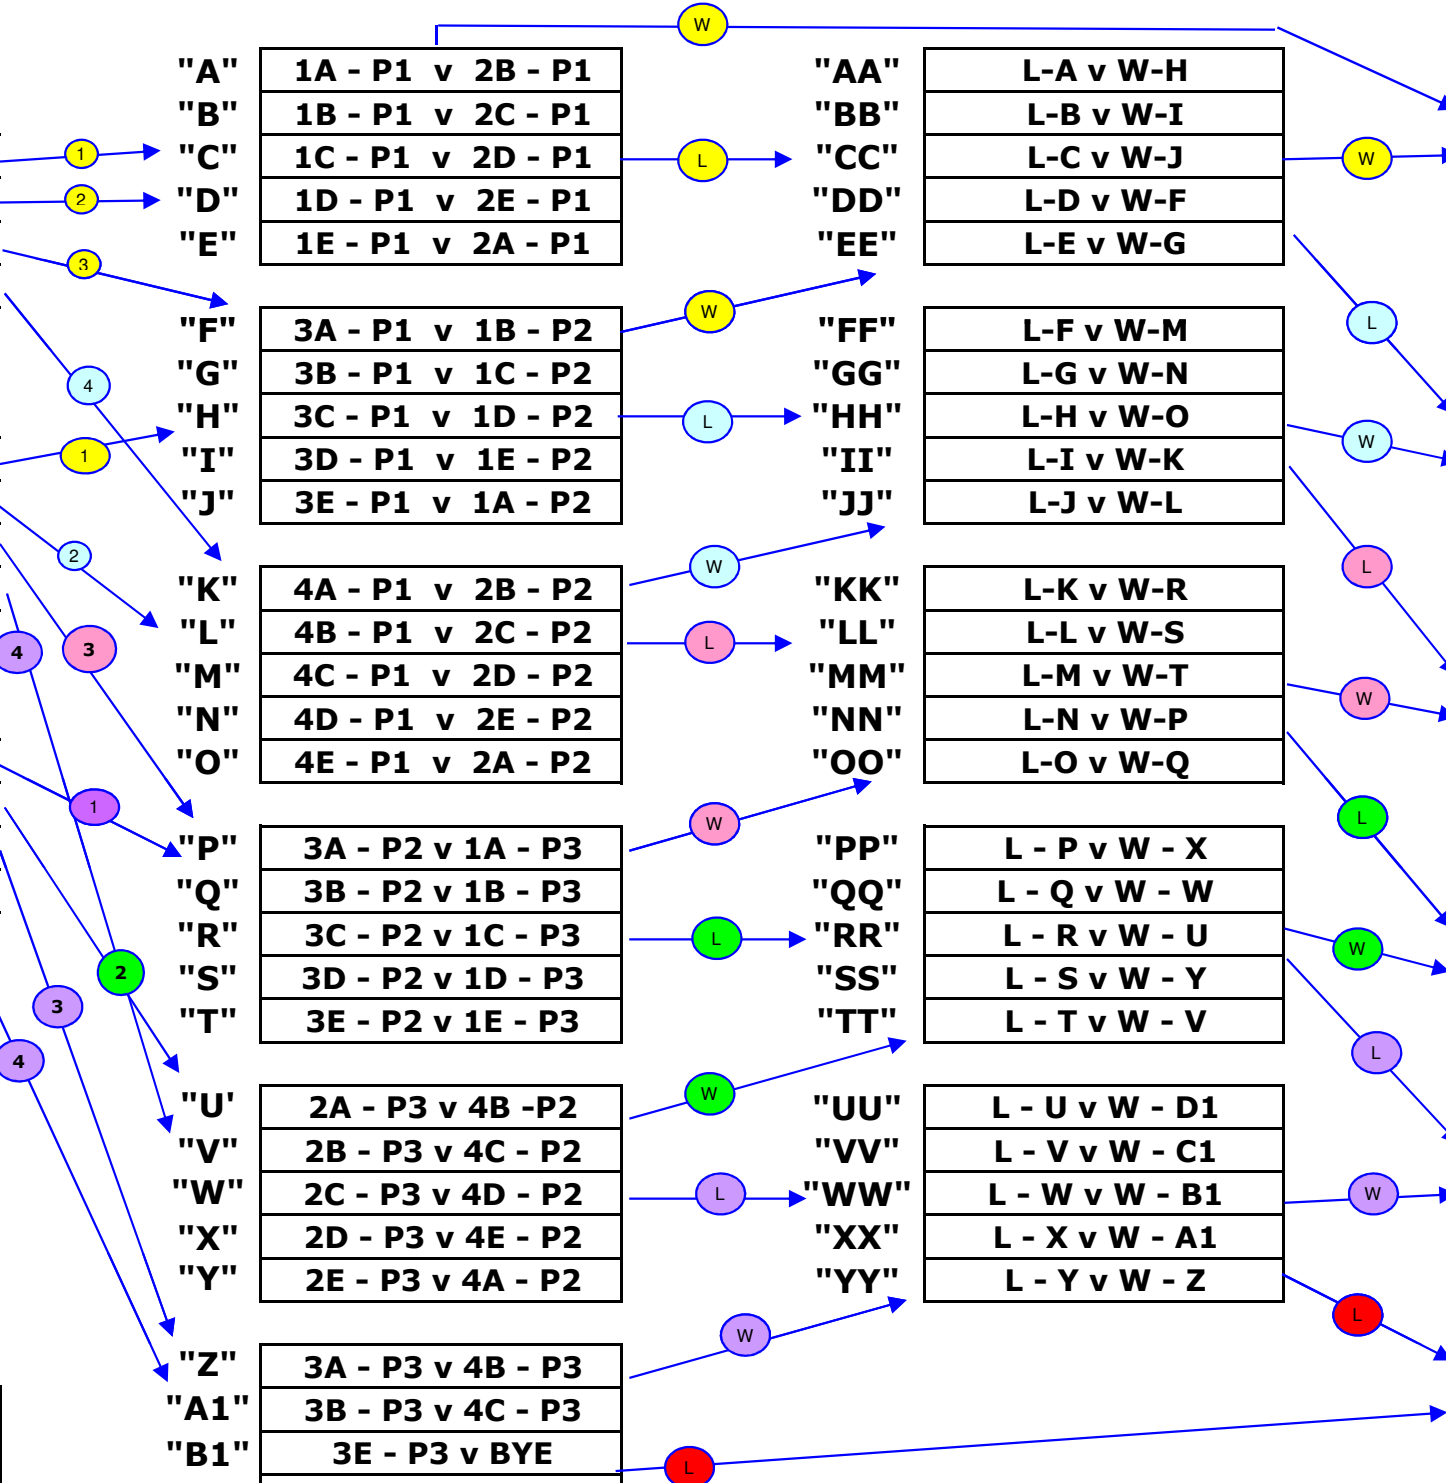 W
"A" 1A - P1 v 2B - P1 "AA" L-A v W-H
"B" 1B - P1 v 2C - P1 "BB" L-B v W-I
1 "C" 1C - P1 v 2D - P1 L "CC" L-C v W-J W
2 "D" 1D - P1 v 2E - P1 "DD" L-D v W-F
"E" 1E - P1 v 2A - P1 "EE" L-E v W-G
3
W
"F" 3A - P1 v 1B - P2 "FF" L-F v W-M L
4 "G" 3B - P1 v 1C - P2 "GG" L-G v W-N
"H" 3C - P1 v 1D - P2 L "HH" L-H v W-O
1 "I" 3D - P1 v 1E - P2 "II" L-I v W-K W
"J" 3E - P1 v 1A - P2 "JJ" L-J v W-L
2 W L
"K" 4A - P1 v 2B - P2 "KK" L-K v W-R
"L" 4B - P1 v 2C - P2 L "LL" L-L v W-S
4 3 "M" 4C - P1 v 2D - P2 "MM" L-M v W-T W
"N" 4D - P1 v 2E - P2 "NN" L-N v W-P
"O" 4E - P1 v 2A - P2 "OO" L-O v W-Q
1 W L
"P" 3A - P2 v 1A - P3 "PP" L - P v W - X
"Q" 3B - P2 v 1B - P3 "QQ" L - Q v W - W
"R" 3C - P2 v 1C - P3 L "RR" L - R v W - U W
2 "S" 3D - P2 v 1D - P3 "SS" L - S v W - Y
3 "T" 3E - P2 v 1E - P3 "TT" L - T v W - V
4 W L
"U' 2A - P3 v 4B -P2 "UU" L - U v W - D1
"V" 2B - P3 v 4C - P2 "VV" L - V v W - C1
"W" 2C - P3 v 4D - P2 L "WW" L - W v W - B1 W
"X" 2D - P3 v 4E - P2 "XX" L - X v W - A1
"Y" 2E - P3 v 4A - P2 "YY" L - Y v W - Z
W L
"Z" 3A - P3 v 4B - P3
"A1" 3B - P3 v 4C - P3
"B1" 3E - P3 v BYE
L